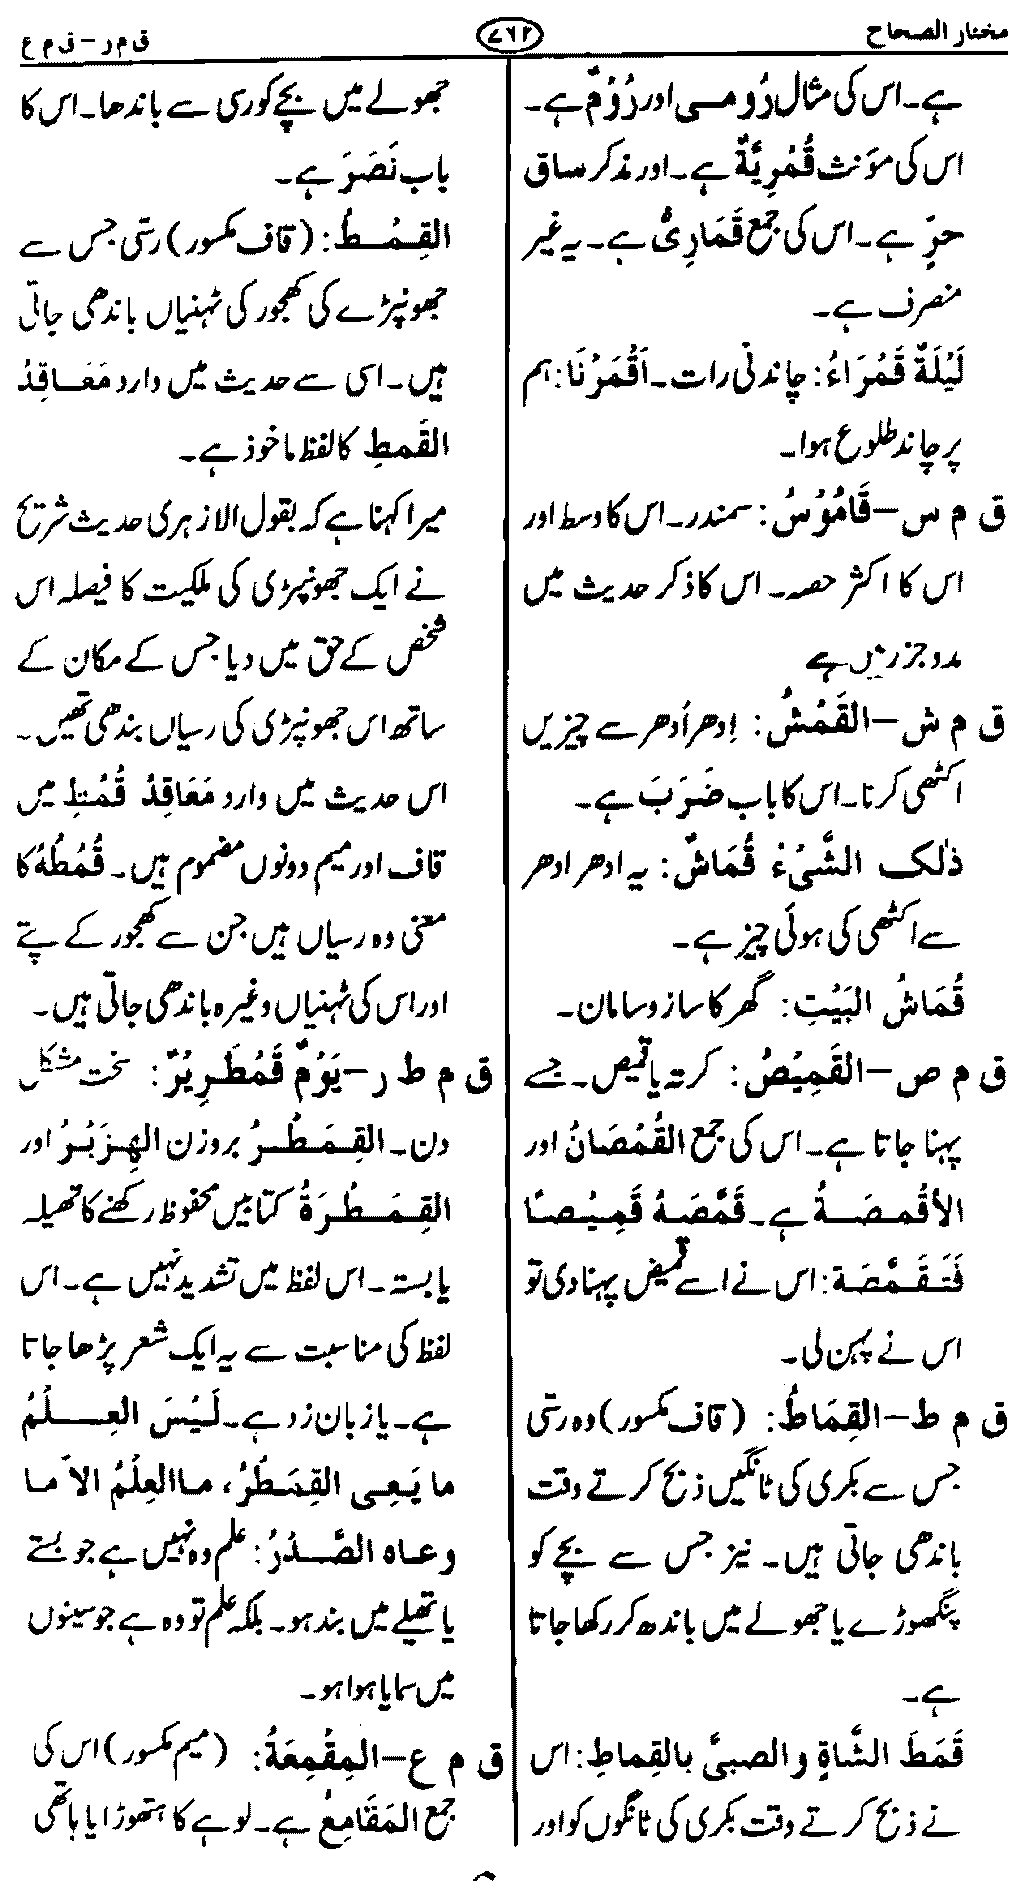 مختار الصحاح
۷۶۲
ق م ر – ق م ع
ہے۔ اس کی مثال رُومی اور رُوْمٌ ہے۔
اس کی مؤنث قُمْرِيَّةٌ ہے۔ اور مذکر ساق
حرّ ہے۔ اس کی جمع قَمَارِیُّ ہے۔ یہ غیر
منصرف ہے۔
لَيْلَةٌ قَمْرَاءُ: چاندنی رات۔ اَقْمَرْنَا: ہم
پر چاند طلوع ہوا۔
ق م س – قَامُوْسُ: سمندر۔ اس کا وسط اور
اس کا اکثر حصہ۔ اس کا ذکر حدیث میں
مدوجزر میں ہے
ق م ش – القَمْشُ: اِدھر اُدھر سے چیزیں
اکٹھی کرنا۔ اس کا باب ضَرَبَ ہے۔
ذٰلک الشَّیْءُ قُمَاشٌ: یہ ادھر ادھر
سے اکٹھی کی ہوئی چیز ہے۔
قُمَاشُ البَيْتِ: گھر کا ساز و سامان۔
ق م ص – القَمِيْصُ: کرتہ یا قمیص۔ جسے
پہنا جاتا ہے۔ اس کی جمع القُمْصَانُ اور
الأقْمصَةُ ہے۔ قَمَّصَهُ قَمِيْصًا
فَتَقَمَّصَة: اس نے اسے قمیض پہنا دی تو
اس نے پہن لی۔
ق م ط – القِمَاطُ: (قاف مکسور) وہ رسّی
جس سے بکری کی ٹانگیں ذبح کرتے وقت
باندھی جاتی ہیں۔ نیز جس سے بچے کو
پنگھوڑے یا جھولے میں باندھ کر رکھا جاتا
ہے۔
قَمَطَ الشَّاةِ والصبیَّ بالقِماطِ: اس
نے ذبح کرتے وقت بکری کی ٹانگوں کو اور
جھولے میں بچے کو رسی سے باندھا۔ اس کا
باب نَصَرَ ہے۔
القِمْطُ: (قاف مکسور) رسّی جس سے
جھونپڑے کی کھجور کی ٹہنیاں باندھی جاتی
ہیں۔ اسی سے حدیث میں وارد مَعَاقِدُ
القَمطِ کا لفظ ماخوذ ہے۔
میرا کہنا ہے کہ بقول الازہری حدیث شریح
نے ایک جھونپڑی کی ملکیت کا فیصلہ اس
شخص کے حق میں دیا جس کے مکان کے
ساتھ اس جھونپڑی کی رسیاں بندھی تھیں۔
اس حدیث میں وارد مَعَاقِدُ قُمُطِ میں
قاف اور میم دونوں مضموم ہیں۔ قُمُطُهُ کا
معنی وہ رسیاں ہیں جن سے کھجور کے پتے
اور اس کی ٹہنیاں وغیرہ باندھی جاتی ہیں۔
ق م ط ر – يَوْمٌ قَمْطَرِيْرٌ: سخت مشکل
دن۔ القِمَطْرُ بروزن الهِزَبْرُ اور
القِمَطْرَةُ کتابیں محفوظ رکھنے کا تھیلہ
یا بستہ۔ اس لفظ میں تشدید نہیں ہے۔ اس
لفظ کی مناسبت سے یہ ایک شعر پڑھا جاتا
ہے۔ یا زبان زد ہے۔ لَيْسَ العِلْمُ
ما يَعِی القِمَطْرُ، ماالعِلْمُ الاّ ما
وعاه الصَّدْرُ: علم وہ نہیں ہے جو بستے
یا تھیلے میں بند ہو۔ بلکہ علم تو وہ ہے جو سینوں
میں سمایا ہوا ہو۔
ق م ع – المِقْمِعَةُ: (میم مکسور) اس کی
جمع المَقَامِعُ ہے۔ لوہے کا ہتھوڑا یا ہاتھی